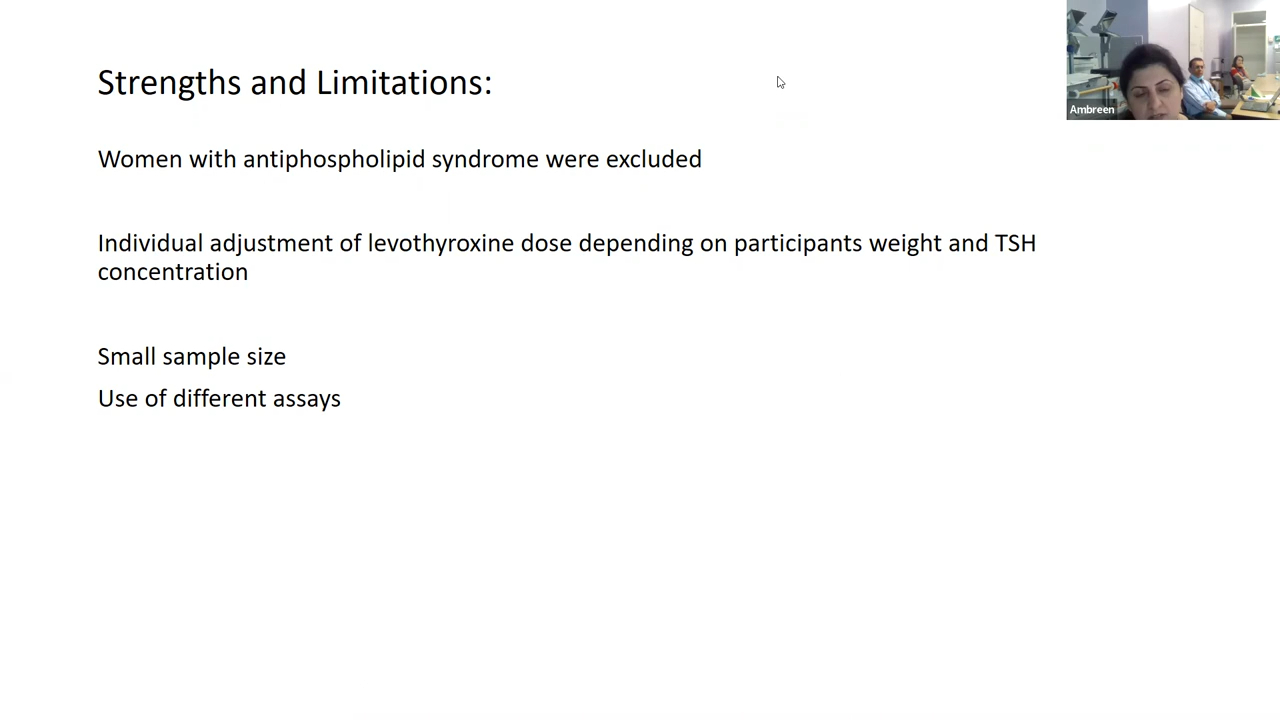 Strengths and Limitations:
Ambreen
Women with antiphospholipid syndrome were excluded
Individual adjustment of levothyroxine dose depending on participants weight and TSH
concentration
Small sample size
Use of different assays